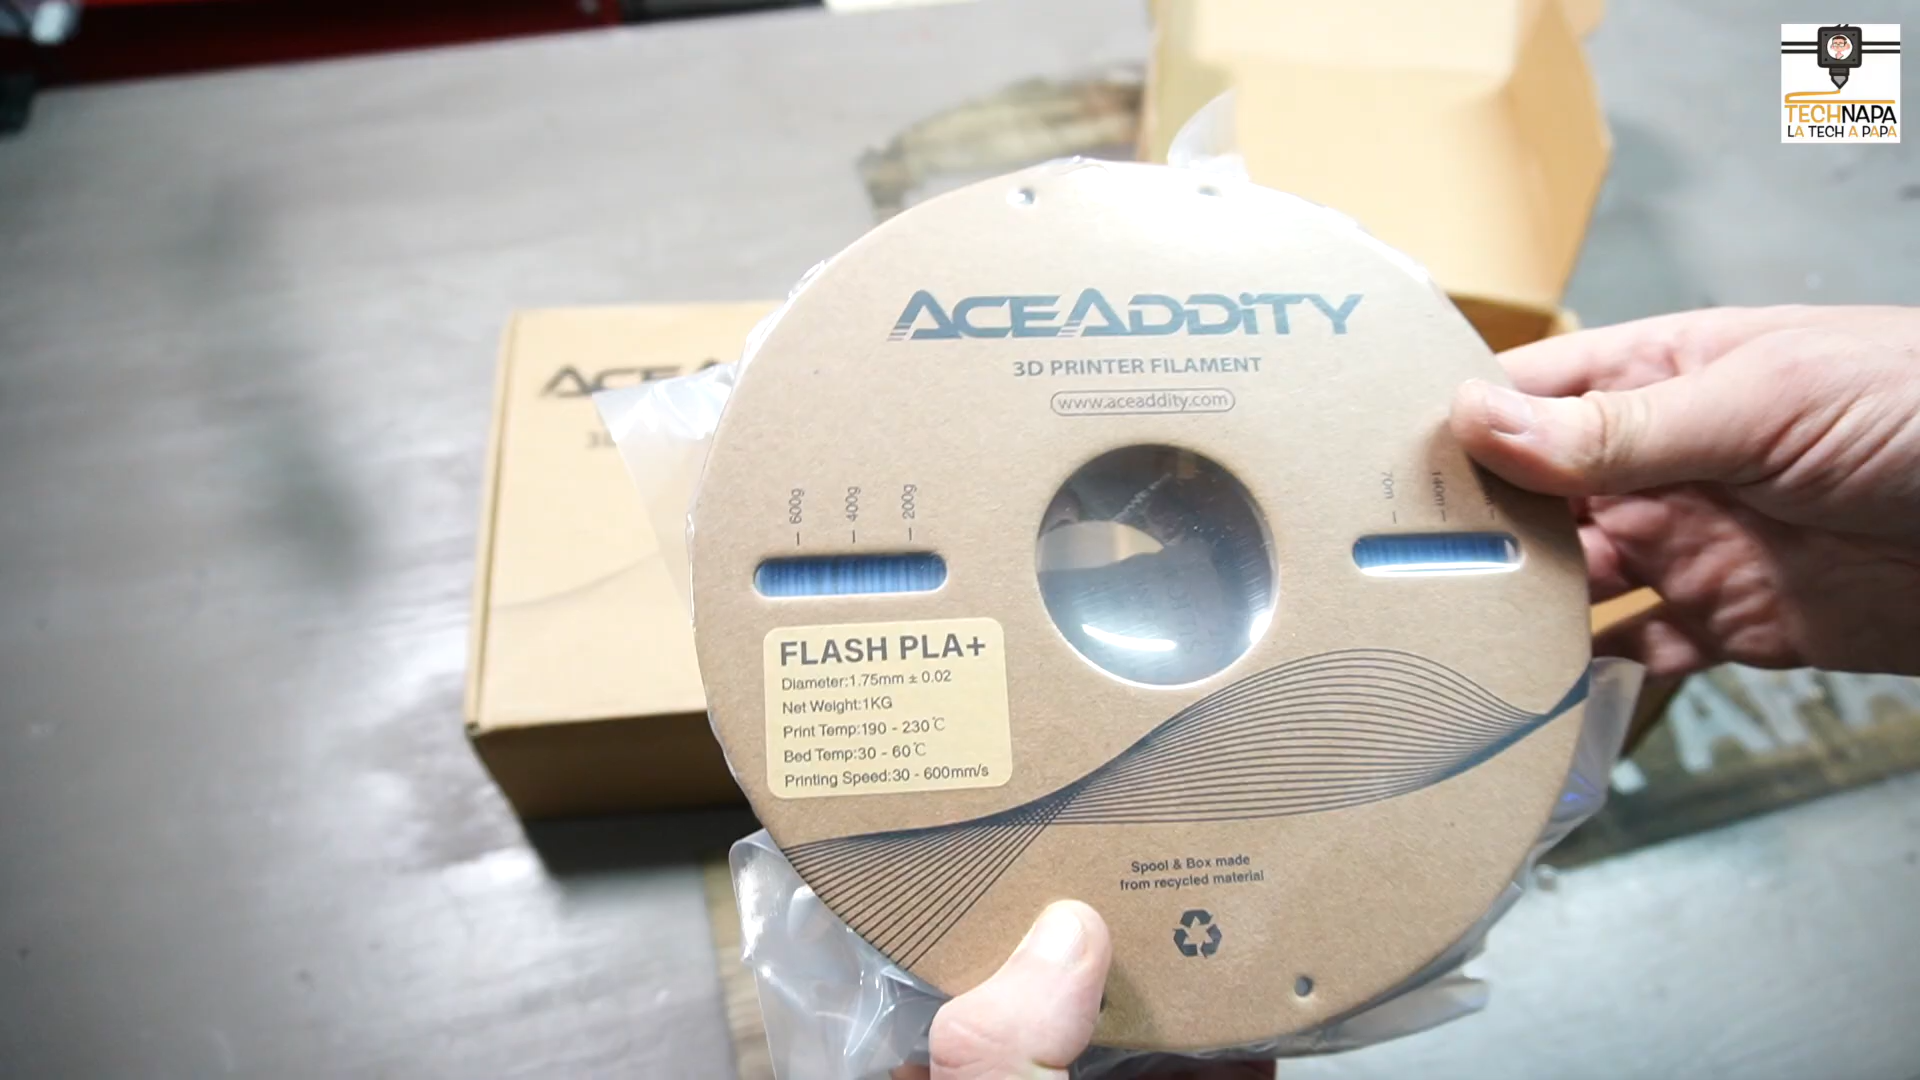 TECHNAPA
LA TECH A PAPA
ACEADDITY
3D PRINTER FILAMENT
www.aceaddity.com
600g
400g
200g
70m
140m
FLASH PLA+
Diameter:1.75mm ± 0.02
Net Weight:1KG
Print Temp:190 - 230℃
Bed Temp:30 - 60℃
Printing Speed:30 - 600mm/s
Spool & Box made
from recycled material